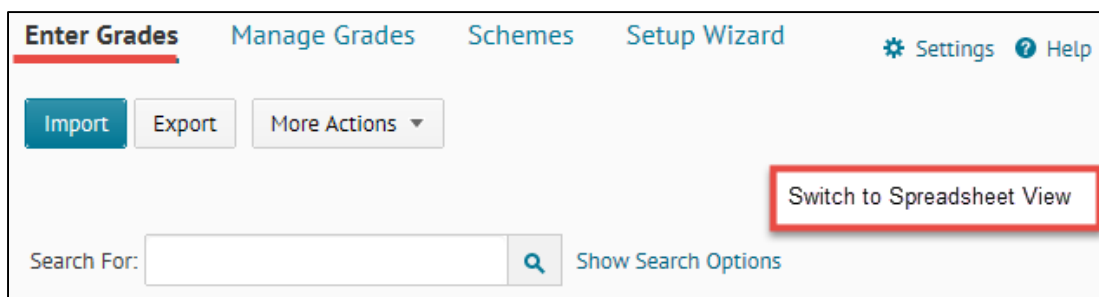 Enter Grades Manage Grades Schemes Setup Wizard Settings Help
Import Export More Actions
Switch to Spreadsheet View
Search For: Show Search Options